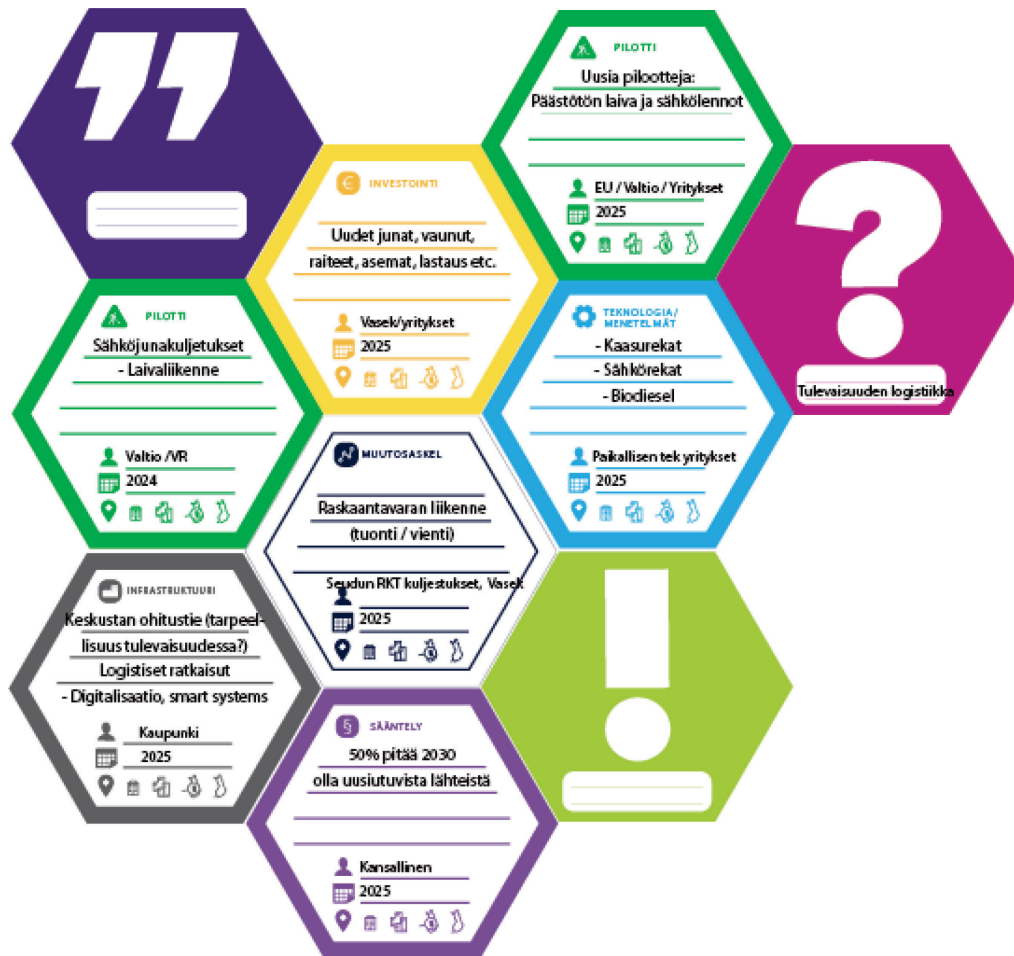 PILOTTI
Uusia pilootteja:
Päästötön laiva ja sähkölennot
EU / Valtio / Yritykset
2025
INVESTOINTI
Uudet junat, vaunut,
raiteet, asemat, lastaus etc.
Vasek/yritykset
2025
?
Tulevaisuuden logistiikka
PILOTTI
Sähköjunakuljetukset
- Laivaliikenne
Valtio /VR
2024
TEKNOLOGIA/
MENETELMÄT
- Kaasurekat
- Sähkörekat
- Biodiesel
Paikallisen tek yritykset
2025
MUUTOSASKEL
Raskaantavaran liikenne
(tuonti / vienti)
Seudun RKT kuljestukset, Vasek
2025
INFRASTRUKTUURI
Keskustan ohitustie (tarpeel-
lisuus tulevaisuudessa?)
Logistiset ratkaisut
- Digitalisaatio, smart systems
Kaupunki
2025
!
§ SÄÄNTELY
50% pitää 2030
olla uusiutuvista lähteistä
Kansallinen
2025